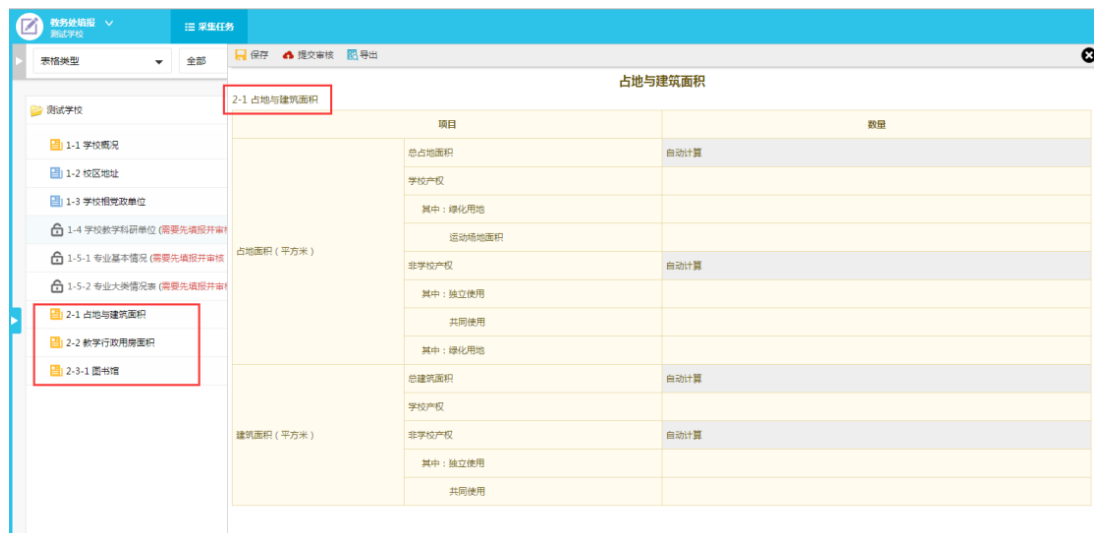 教务处填报
测试学校
采集任务
表格类型
全部
保存 提交审核 导出
占地与建筑面积
2-1 占地与建筑面积
测试学校
1-1 学校概况
1-2 校区地址
1-3 学校相党政单位
1-4 学校教学科研单位 (需要先填报并审核
1-5-1 专业基本情况 (需要先填报并审核
1-5-2 专业大类情况表 (需要先填报并审核
2-1 占地与建筑面积
2-2 教学行政用房面积
2-3-1 图书馆
项目 数量
占地面积（平方米）
总占地面积 自动计算
学校产权
其中：绿化用地
运动场地面积
非学校产权 自动计算
其中：独立使用
共同使用
其中：绿化用地
建筑面积（平方米）
总建筑面积 自动计算
学校产权
非学校产权 自动计算
其中：独立使用
共同使用